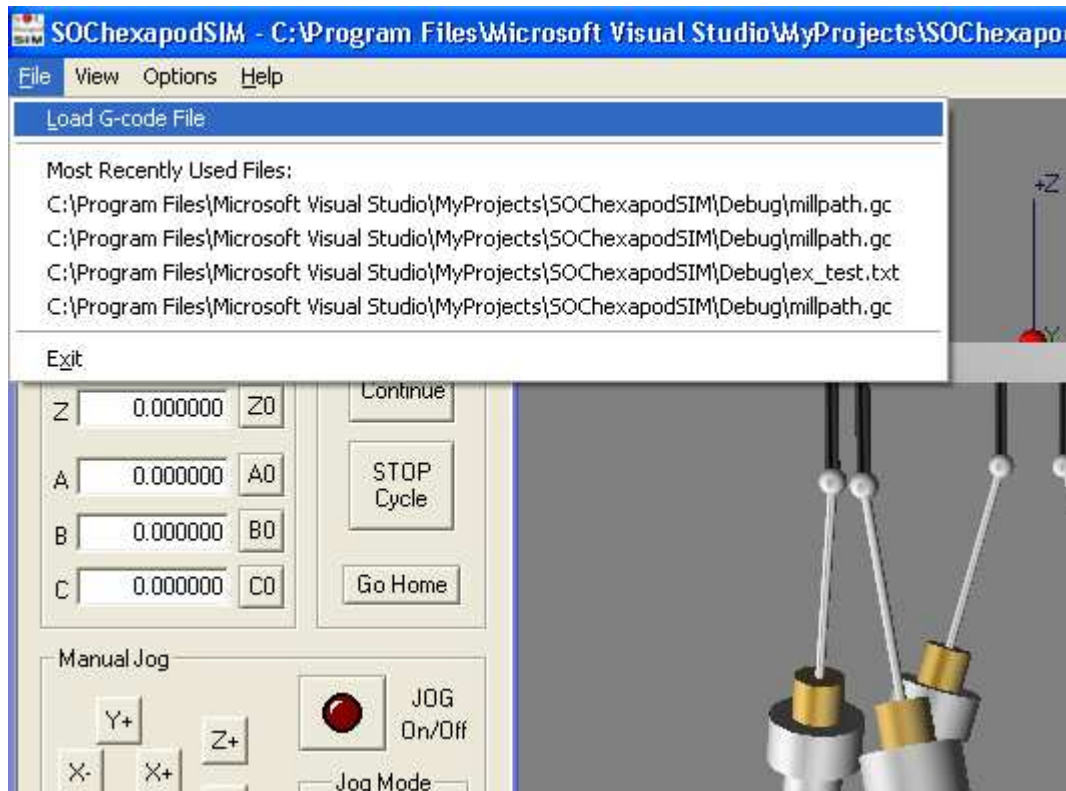 SIM SOChexapodSIM - C:\Program Files\Microsoft Visual Studio\MyProjects\SOChexapo
File View Options Help
Load G-code File
Most Recently Used Files:
C:\Program Files\Microsoft Visual Studio\MyProjects\SOChexapodSIM\Debug\millpath.gc
C:\Program Files\Microsoft Visual Studio\MyProjects\SOChexapodSIM\Debug\millpath.gc
C:\Program Files\Microsoft Visual Studio\MyProjects\SOChexapodSIM\Debug\ex_test.txt
C:\Program Files\Microsoft Visual Studio\MyProjects\SOChexapodSIM\Debug\millpath.gc
Exit
+Z
Y
Z 0.000000 Z0
A 0.000000 A0
B 0.000000 B0
C 0.000000 C0
Continue
STOP
Cycle
Go Home
Manual Jog
Y+
Z+
X- X+
JOG
On/Off
Jog Mode